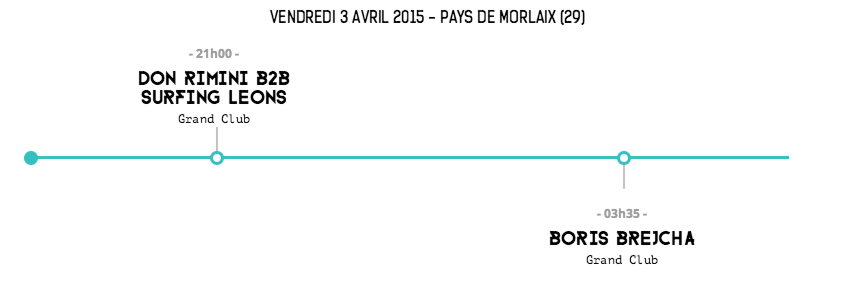 VENDREDI 3 AVRIL 2015 - PAYS DE MORLAIX (29)
- 21h00 -
DON RIMINI B2B
SURFING LEONS
Grand Club
- 03h35 -
BORIS BREJCHA
Grand Club